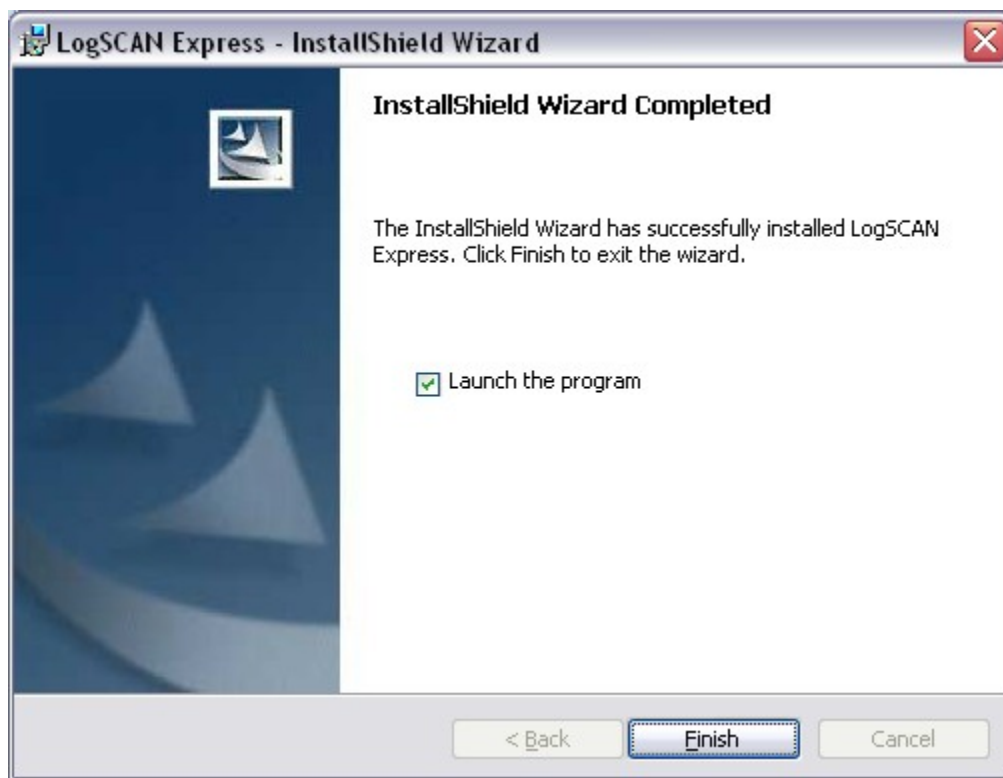 LogSCAN Express - InstallShield Wizard
InstallShield Wizard Completed
The InstallShield Wizard has successfully installed LogSCAN
Express. Click Finish to exit the wizard.
Launch the program
< Back
Finish
Cancel